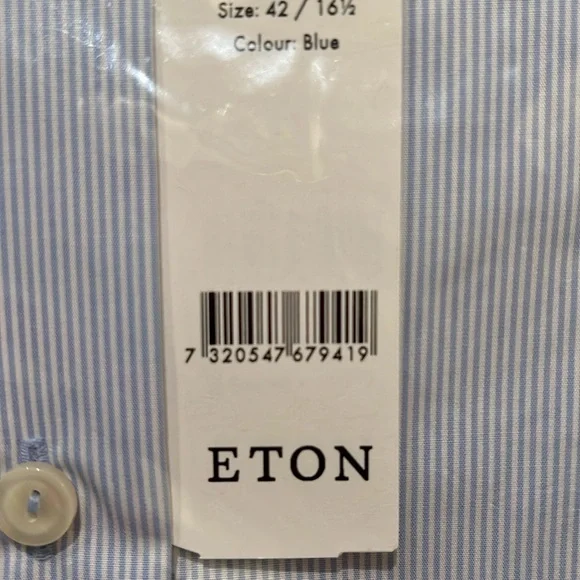 Size: 42 / 16½
Colour: Blue
7 320547 679419
ETON